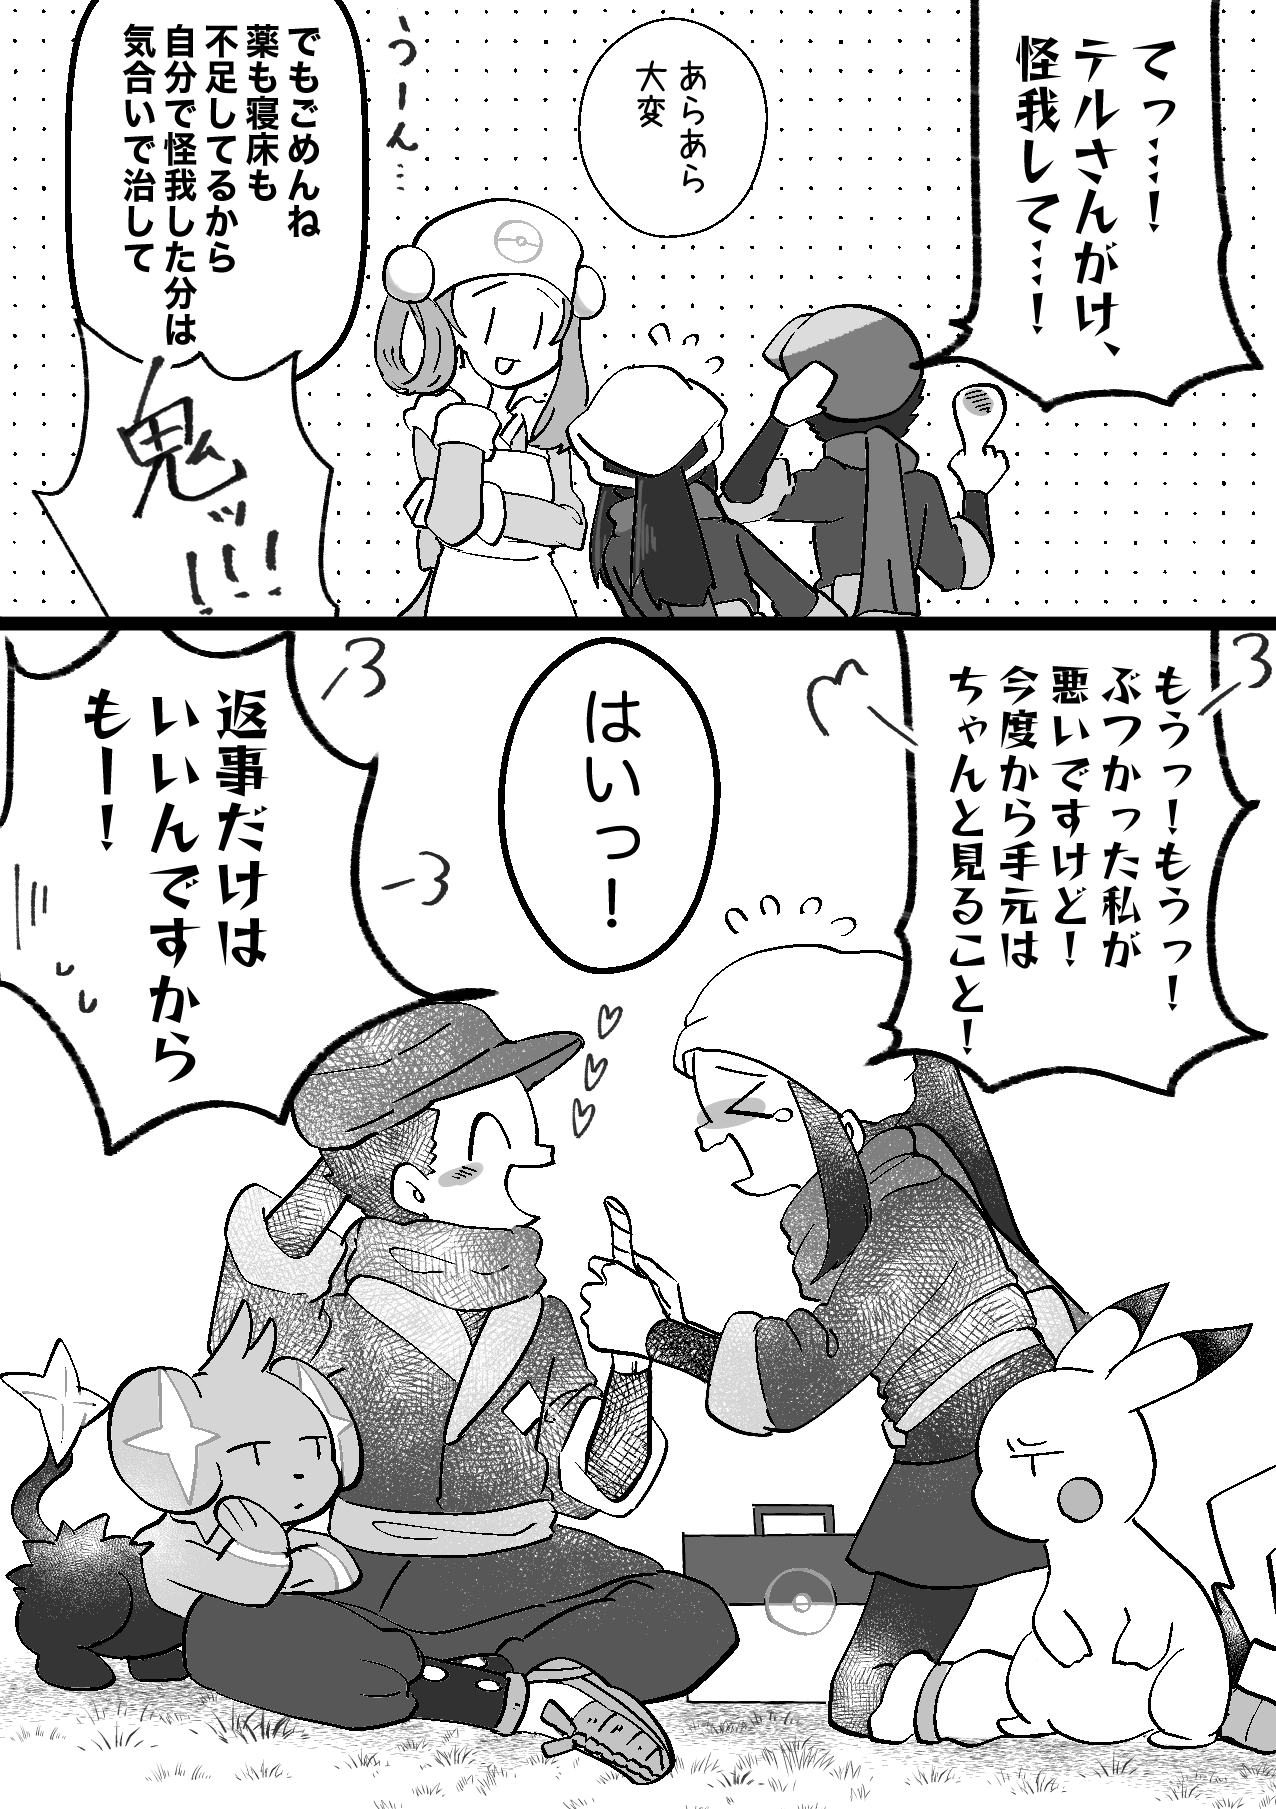 てっ…！
テルさんがけ、
怪我して…！
あらあら
大変
うーん…
でもごめんね
薬も寝床も
不足してるから
自分で怪我した分は
気合いで治して
鬼ッ！！！
もうっ！もうっ！
ぶつかった私が
悪いですけど！
今度から手元は
ちゃんと見ること！
はいっ！
返事だけは
いいんですから
もー！